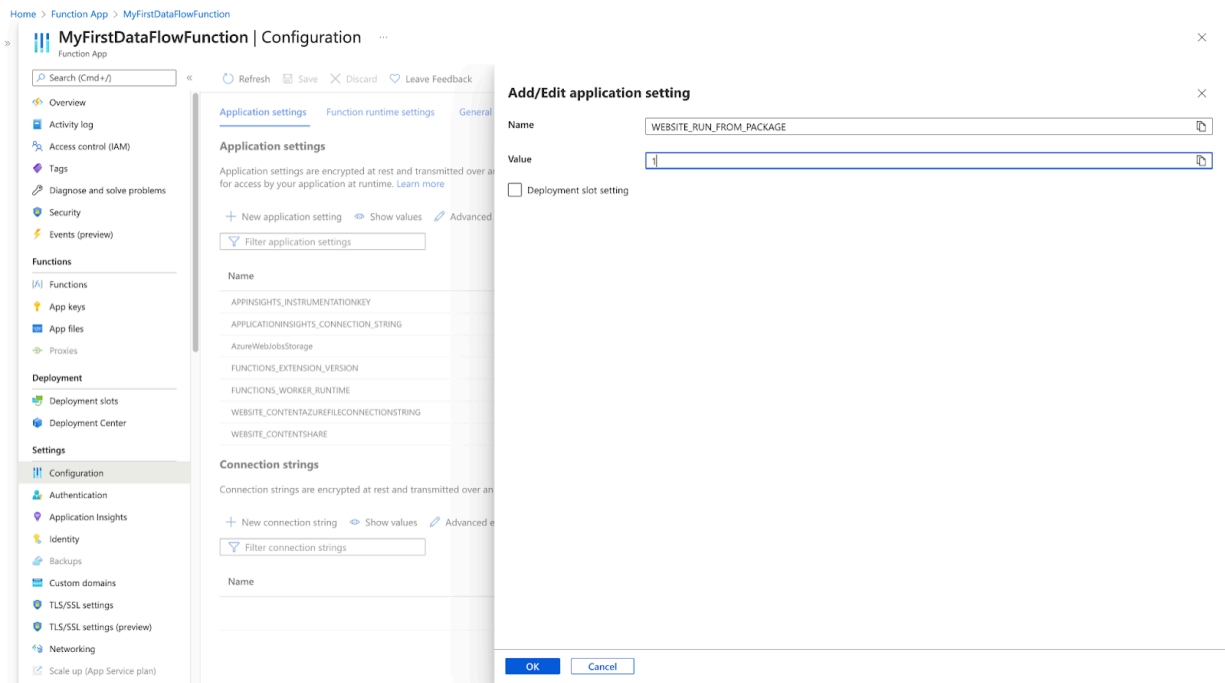 Home > Function App > MyFirstDataFlowFunction
MyFirstDataFlowFunction | Configuration ...
Function App
Search (Cmd+/)
Overview
Activity log
Access control (IAM)
Tags
Diagnose and solve problems
Security
Events (preview)
Functions
Functions
App keys
App files
Proxies
Deployment
Deployment slots
Deployment Center
Settings
Configuration
Authentication
Application Insights
Identity
Backups
Custom domains
TLS/SSL settings
TLS/SSL settings (preview)
Networking
Scale up (App Service plan)
Refresh Save Discard Leave Feedback
Application settings Function runtime settings General
Application settings
Application settings are encrypted at rest and transmitted over an
for access by your application at runtime. Learn more
New application setting Show values Advanced
Filter application settings
Name
APPINSIGHTS_INSTRUMENTATIONKEY
APPLICATIONINSIGHTS_CONNECTION_STRING
AzureWebJobsStorage
FUNCTIONS_EXTENSION_VERSION
FUNCTIONS_WORKER_RUNTIME
WEBSITE_CONTENTAZUREFILECONNECTIONSTRING
WEBSITE_CONTENTSHARE
Connection strings
Connection strings are encrypted at rest and transmitted over an
New connection string Show values Advanced e
Filter connection strings
Name
Add/Edit application setting
Name WEBSITE_RUN_FROM_PACKAGE
Value 1
Deployment slot setting
OK Cancel